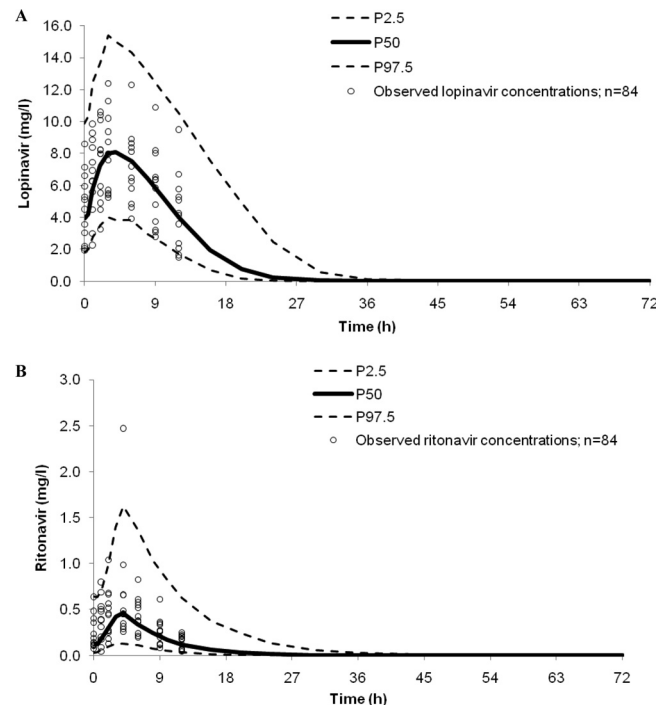 A
P2.5
P50
P97.5
Observed lopinavir concentrations; n=84
Lopinavir (mg/l)
16.0
14.0
12.0
10.0
8.0
6.0
4.0
2.0
0.0
0 9 18 27 36 45 54 63 72
Time (h)
B
P2.5
P50
P97.5
Observed ritonavir concentrations; n=84
Ritonavir (mg/l)
3.0
2.5
2.0
1.5
1.0
0.5
0.0
0 9 18 27 36 45 54 63 72
Time (h)